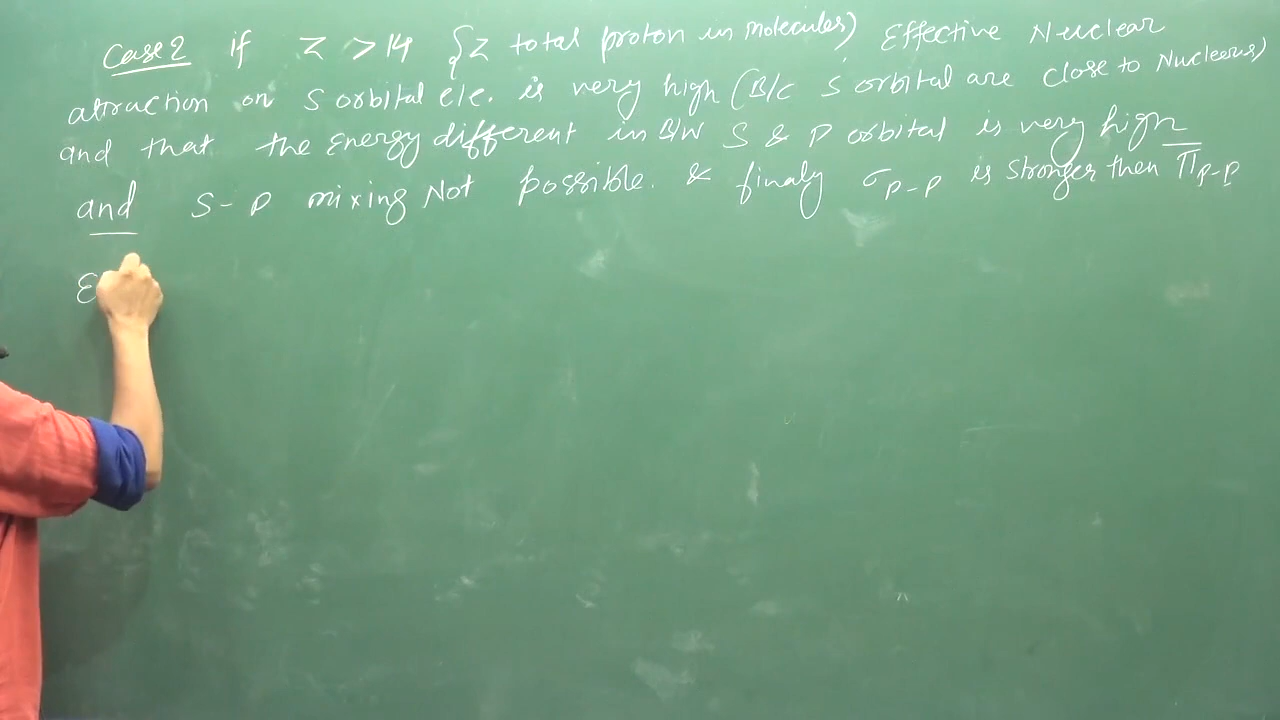 Case 2 if Z > 14 {Z total proton in molecules) Effective Nuclear
attraction on S orbital ele. is very high (B/c S orbital are close to Nucleus)
and that the Energy different in B/W S & P orbital is very high
and S-P mixing Not possible. & finaly σp-p is stronger then πp-p
E